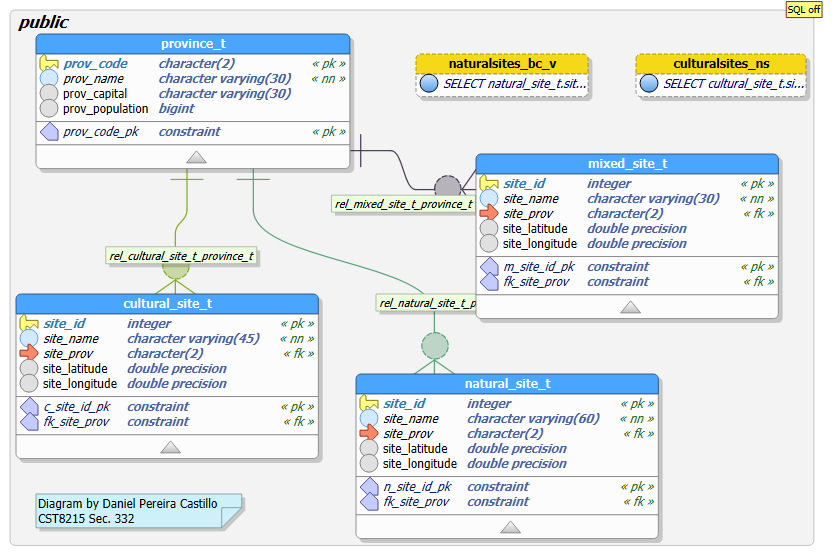 SQL off
public
province_t
prov_code character(2) « pk »
prov_name character varying(30) « nn »
prov_capital character varying(30)
prov_population bigint
prov_code_pk constraint « pk »
naturalsites_bc_v
SELECT natural_site_t.sit...
culturalsites_ns
SELECT cultural_site_t.si...
rel_mixed_site_t_province_t
mixed_site_t
site_id integer « pk »
site_name character varying(30) « nn »
site_prov character(2) « fk »
site_latitude double precision
site_longitude double precision
m_site_id_pk constraint « pk »
fk_site_prov constraint « fk »
rel_cultural_site_t_province_t
rel_natural_site_t_p
cultural_site_t
site_id integer « pk »
site_name character varying(45) « nn »
site_prov character(2) « fk »
site_latitude double precision
site_longitude double precision
c_site_id_pk constraint « pk »
fk_site_prov constraint « fk »
natural_site_t
site_id integer « pk »
site_name character varying(60) « nn »
site_prov character(2) « fk »
site_latitude double precision
site_longitude double precision
n_site_id_pk constraint « pk »
fk_site_prov constraint « fk »
Diagram by Daniel Pereira Castillo
CST8215 Sec. 332